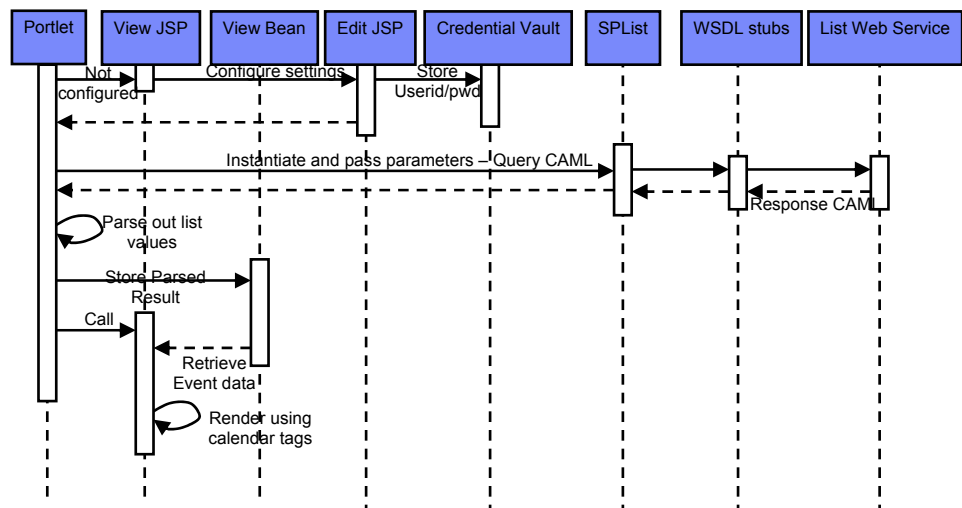 Portlet
View JSP
View Bean
Edit JSP
Credential Vault
SPList
WSDL stubs
List Web Service
Not
configured
Configure settings
Store
Userid/pwd
Instantiate and pass parameters – Query CAML
Response CAML
Parse out list
values
Store Parsed
Result
Call
Retrieve
Event data
Render using
calendar tags